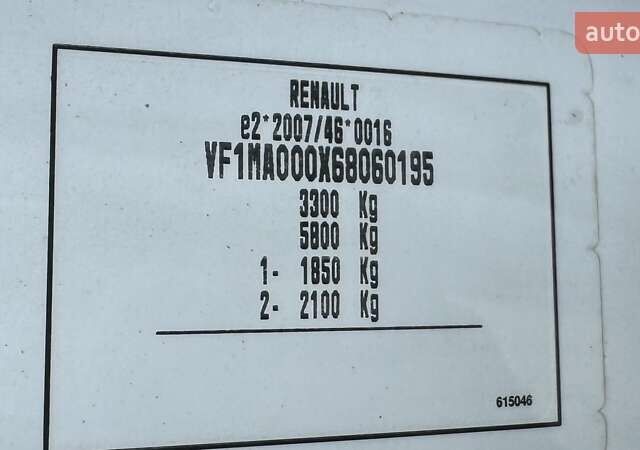 auto
RENAULT
e2*2007/46*0016
VF1MA000X68060195
3300 Kg
5800 Kg
1- 1850 Kg
2- 2100 Kg
615046